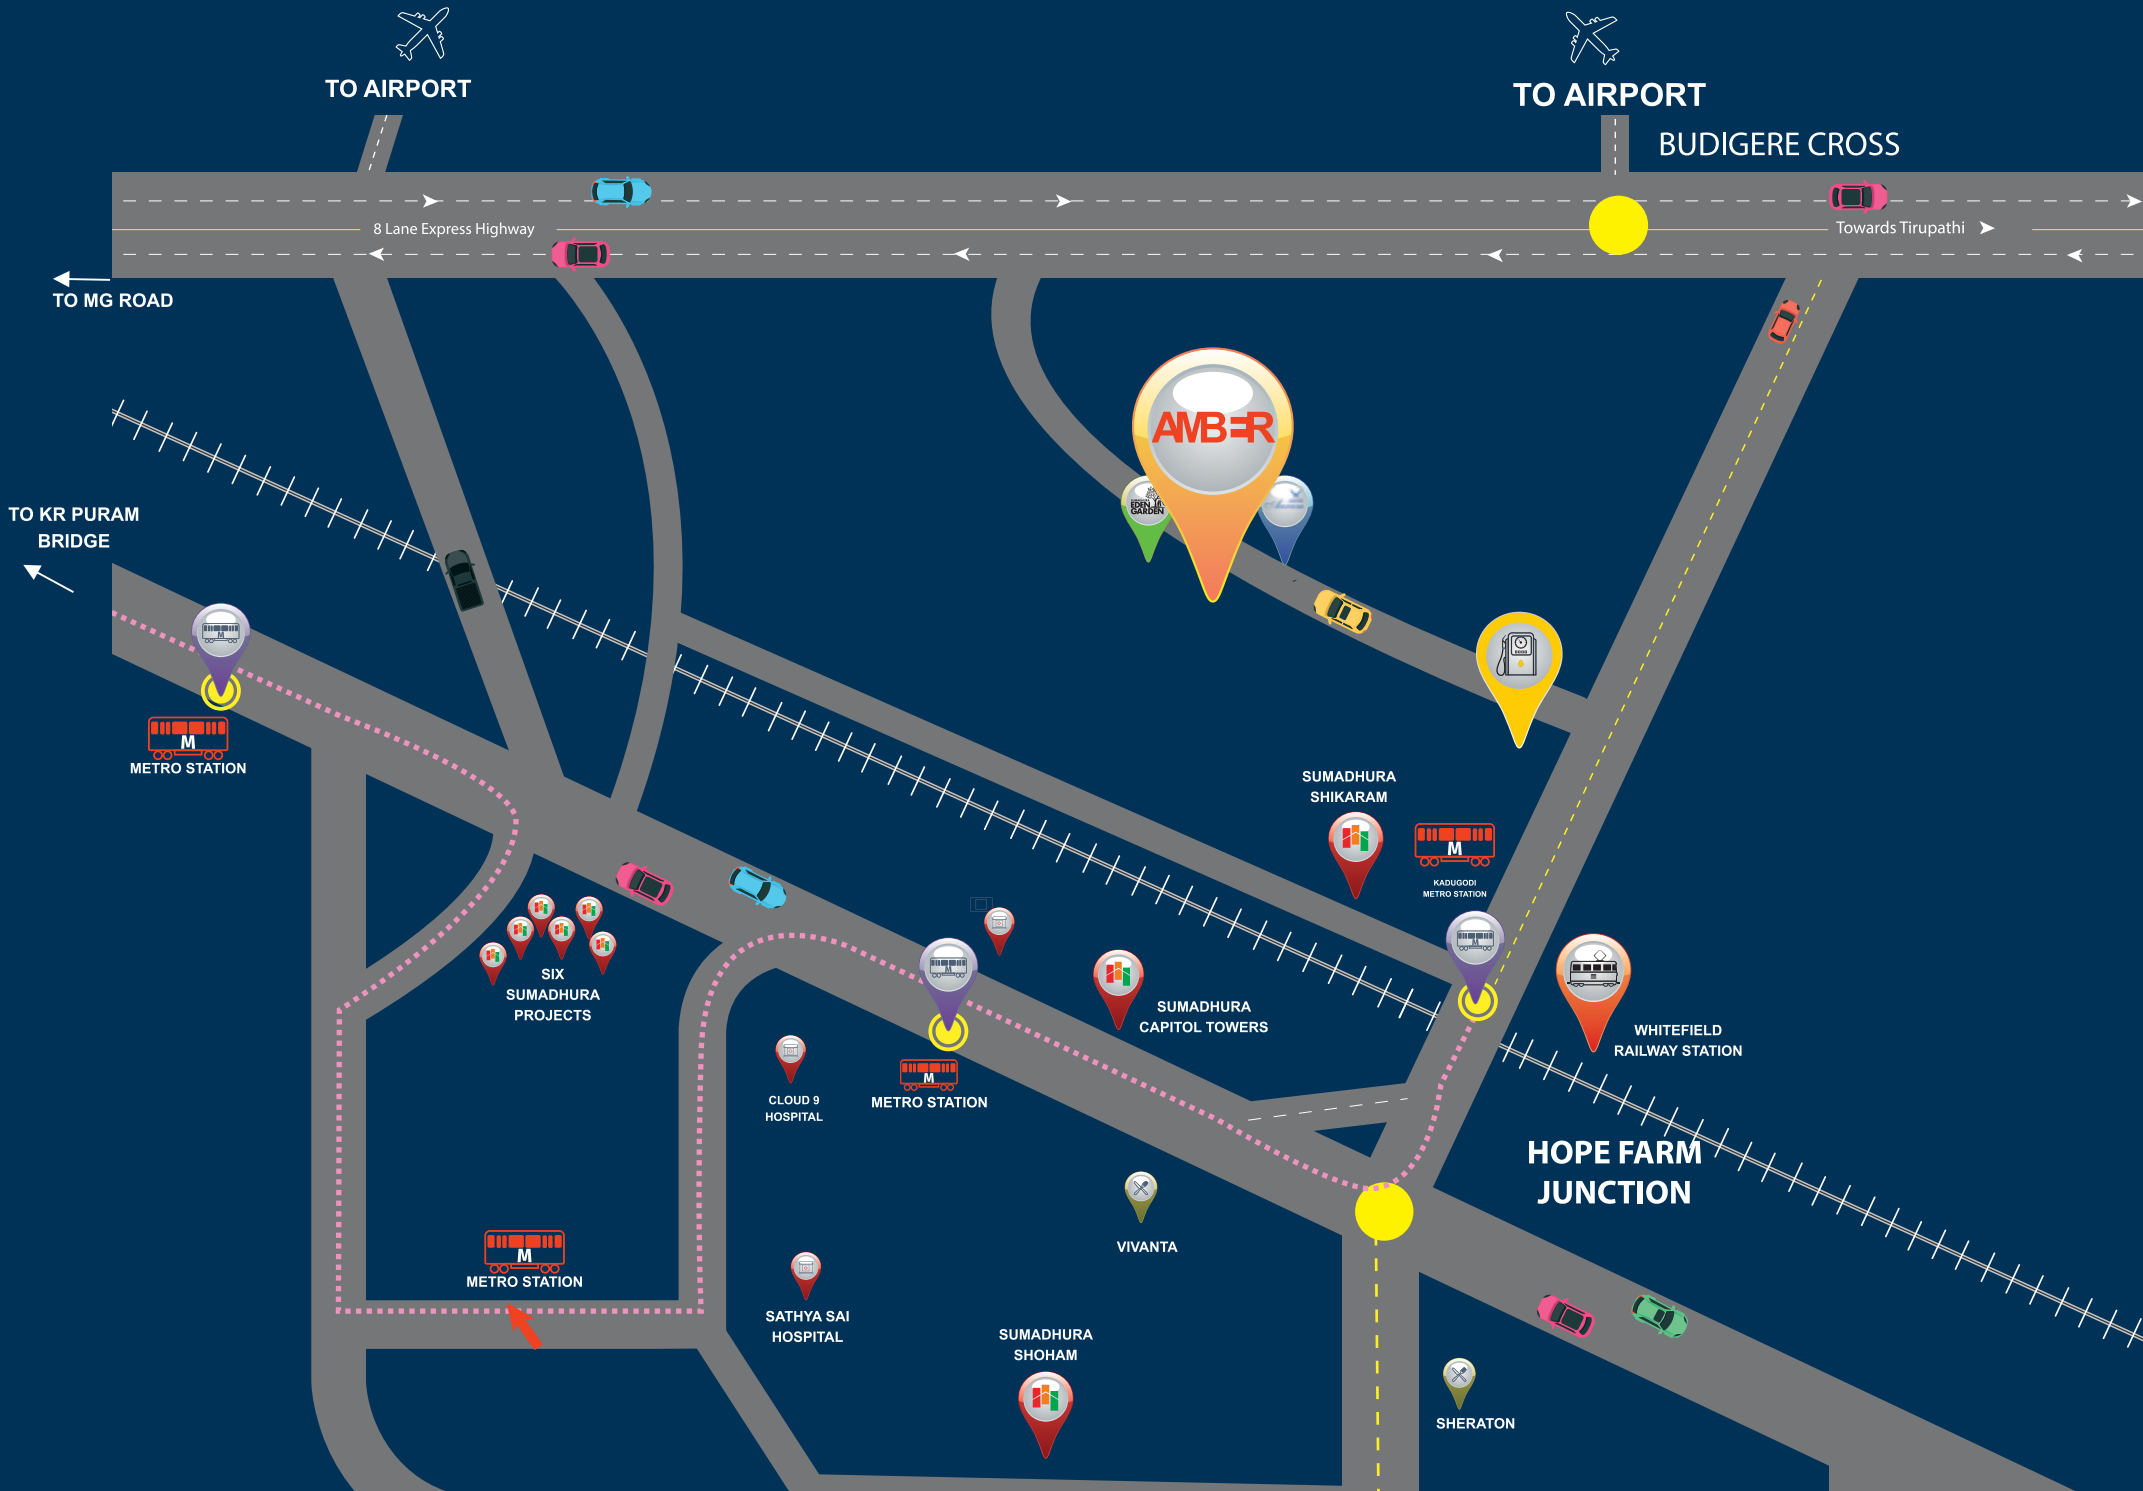 TO AIRPORT
TO AIRPORT
BUDIGERE CROSS
8 Lane Express Highway
Towards Tirupathi
TO MG ROAD
AMBER
EDEN
GARDEN
TO KR PURAM
BRIDGE
M
M
METRO STATION
SUMADHURA
SHIKARAM
M
KADUGODI
METRO STATION
M
SIX
SUMADHURA
PROJECTS
M
SUMADHURA
CAPITOL TOWERS
WHITEFIELD
RAILWAY STATION
CLOUD 9
HOSPITAL
M
METRO STATION
HOPE FARM
JUNCTION
VIVANTA
M
METRO STATION
SATHYA SAI
HOSPITAL
SUMADHURA
SHOHAM
SHERATON